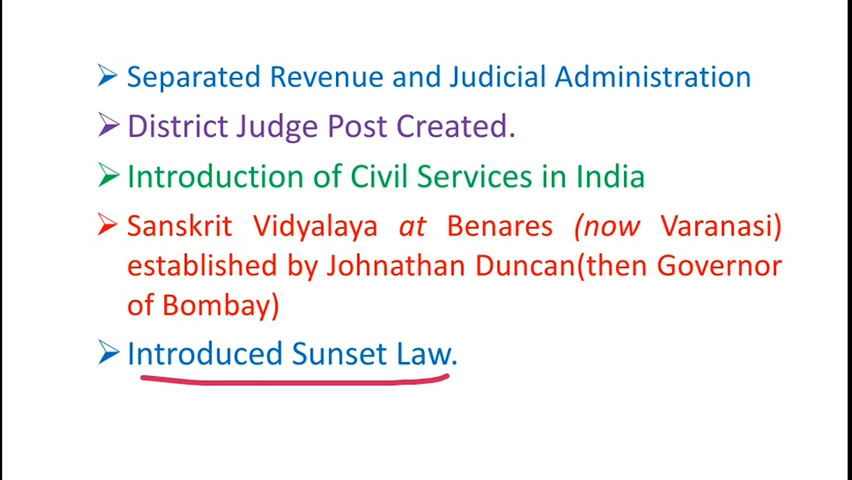 ➢ Separated Revenue and Judicial Administration
➢ District Judge Post Created.
➢ Introduction of Civil Services in India
➢ Sanskrit Vidyalaya at Benares (now Varanasi)
established by Johnathan Duncan(then Governor
of Bombay)
➢ Introduced Sunset Law.